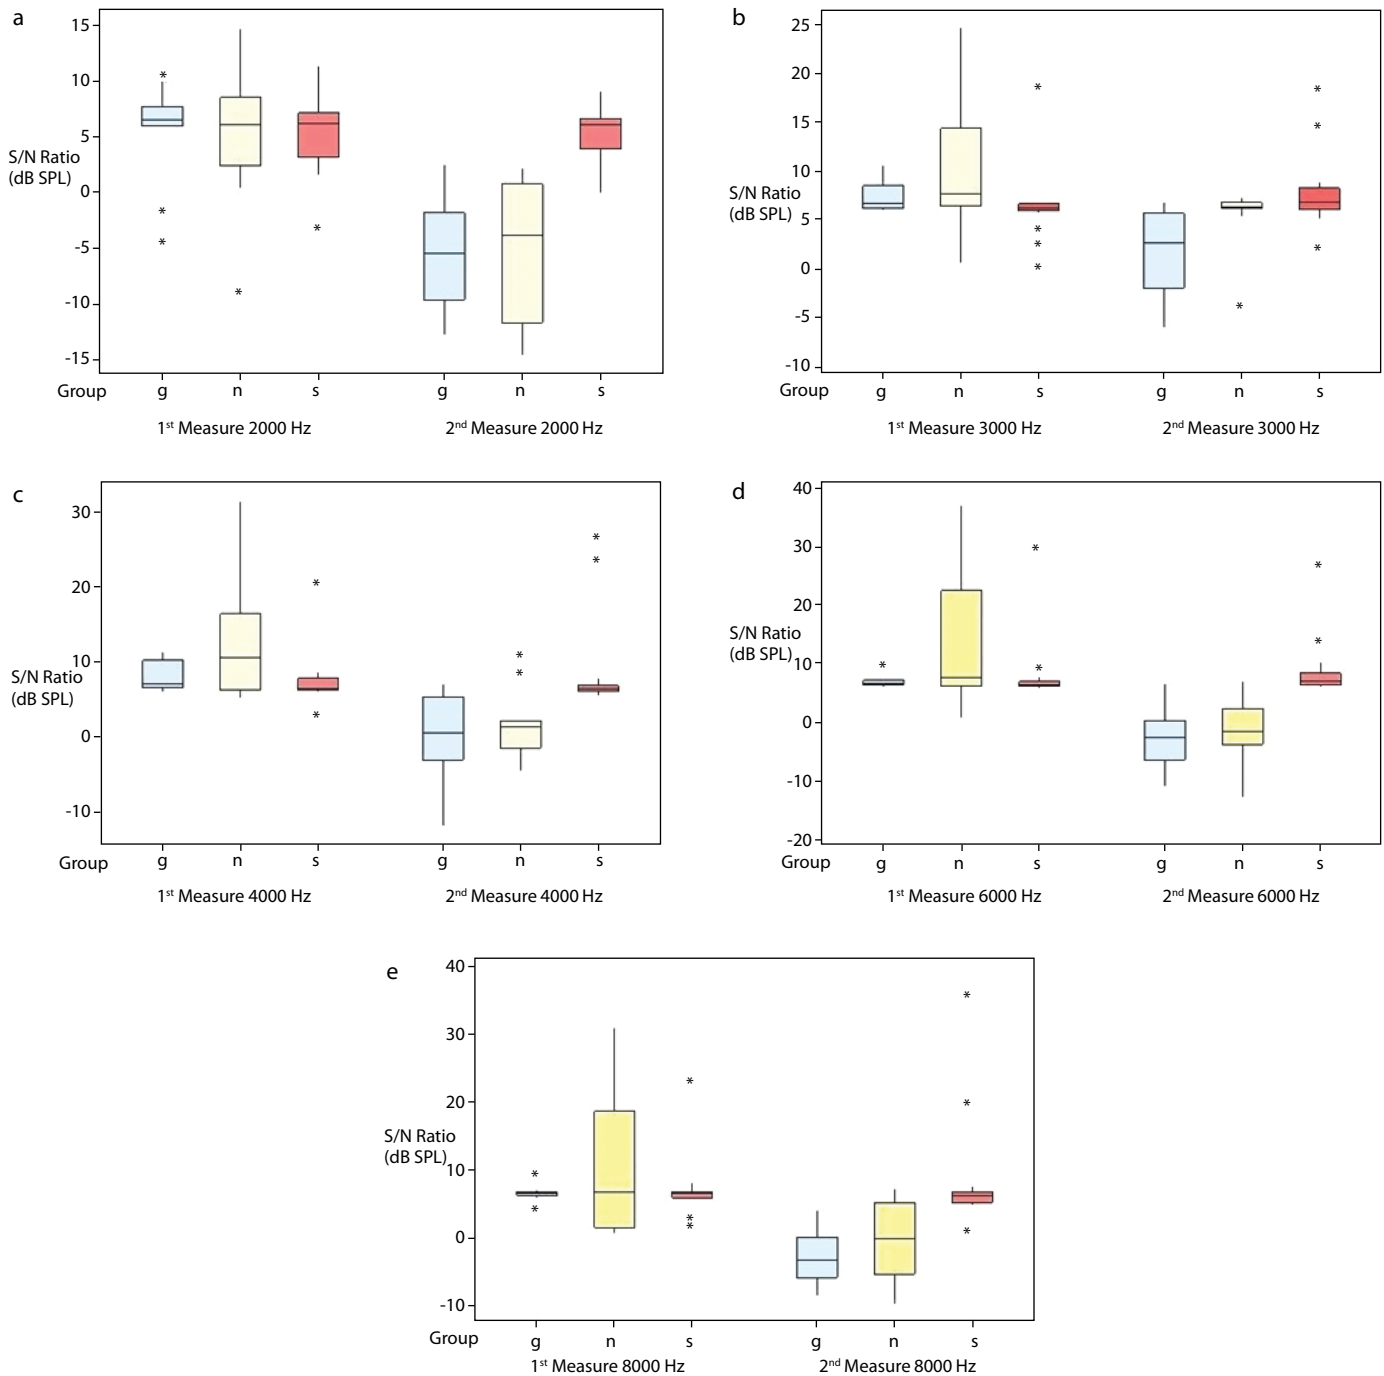 a
15
10
5
0
-5
-10
-15
S/N Ratio
(dB SPL)
Group g n s g n s
1st Measure 2000 Hz 2nd Measure 2000 Hz
b
25
20
15
10
5
0
-5
-10
S/N Ratio
(dB SPL)
Group g n s g n s
1st Measure 3000 Hz 2nd Measure 3000 Hz
c
30
20
10
0
-10
S/N Ratio
(dB SPL)
Group g n s g n s
1st Measure 4000 Hz 2nd Measure 4000 Hz
d
40
30
20
10
0
-10
-20
S/N Ratio
(dB SPL)
Group g n s g n s
1st Measure 6000 Hz 2nd Measure 6000 Hz
e
40
30
20
10
0
-10
S/N Ratio
(dB SPL)
Group g n s g n s
1st Measure 8000 Hz 2nd Measure 8000 Hz